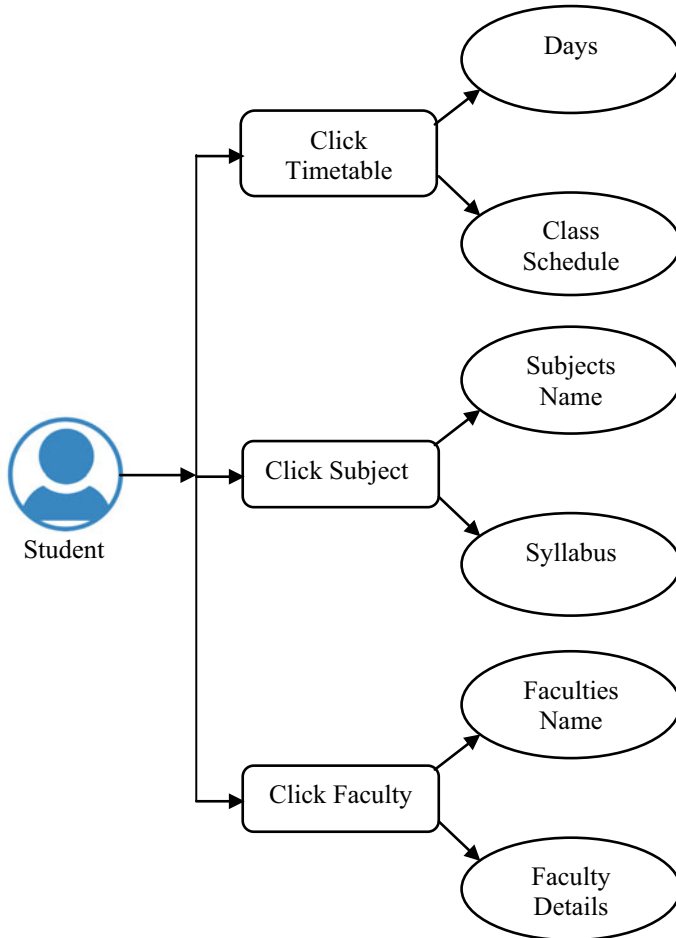 Days
Click
Timetable
Class
Schedule
Subjects
Name
Click Subject
Student
Syllabus
Faculties
Name
Click Faculty
Faculty
Details